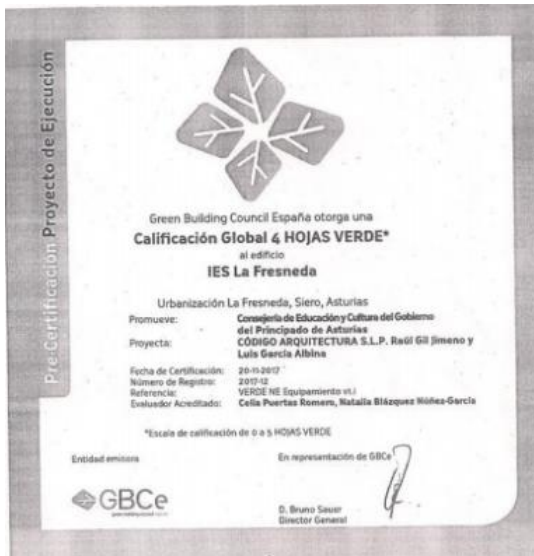 Pre-Certificación Proyecto de Ejecución
Green Building Council España otorga una
Calificación Global 4 HOJAS VERDE*
al edificio
IES La Fresneda
Urbanización La Fresneda, Siero, Asturias
Promueve: Consejería de Educación y Cultura del Gobierno
del Principado de Asturias
Proyecta: CÓDIGO ARQUITECTURA S.L.P. Raúl Gil Jimeno y
Luis García Albina
Fecha de Certificación: 20-11-2017
Número de Registro: 2017-12
Referencia: VERDE NE Equipamiento v1.i
Evaluador Acreditado: Celia Puertas Romero, Natalia Blázquez Núñez-García
*Escala de calificación de 0 a 5 HOJAS VERDE
Entidad emisora
En representación de GBCe
GBCe
D. Bruno Sauer
Director General